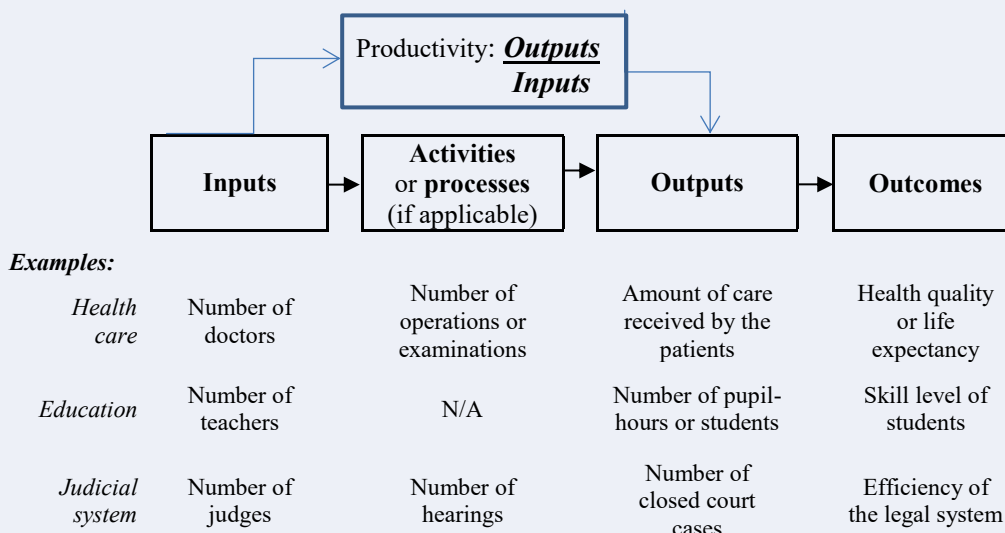 Productivity: Outputs
Inputs
Inputs
Activities
or processes
(if applicable)
Outputs
Outcomes
Examples:
Health
care
Number of
doctors
Number of
operations or
examinations
Amount of care
received by the
patients
Health quality
or life
expectancy
Education
Number of
teachers
N/A
Number of pupil-
hours or students
Skill level of
students
Judicial
system
Number of
judges
Number of
hearings
Number of
closed court
cases
Efficiency of
the legal system